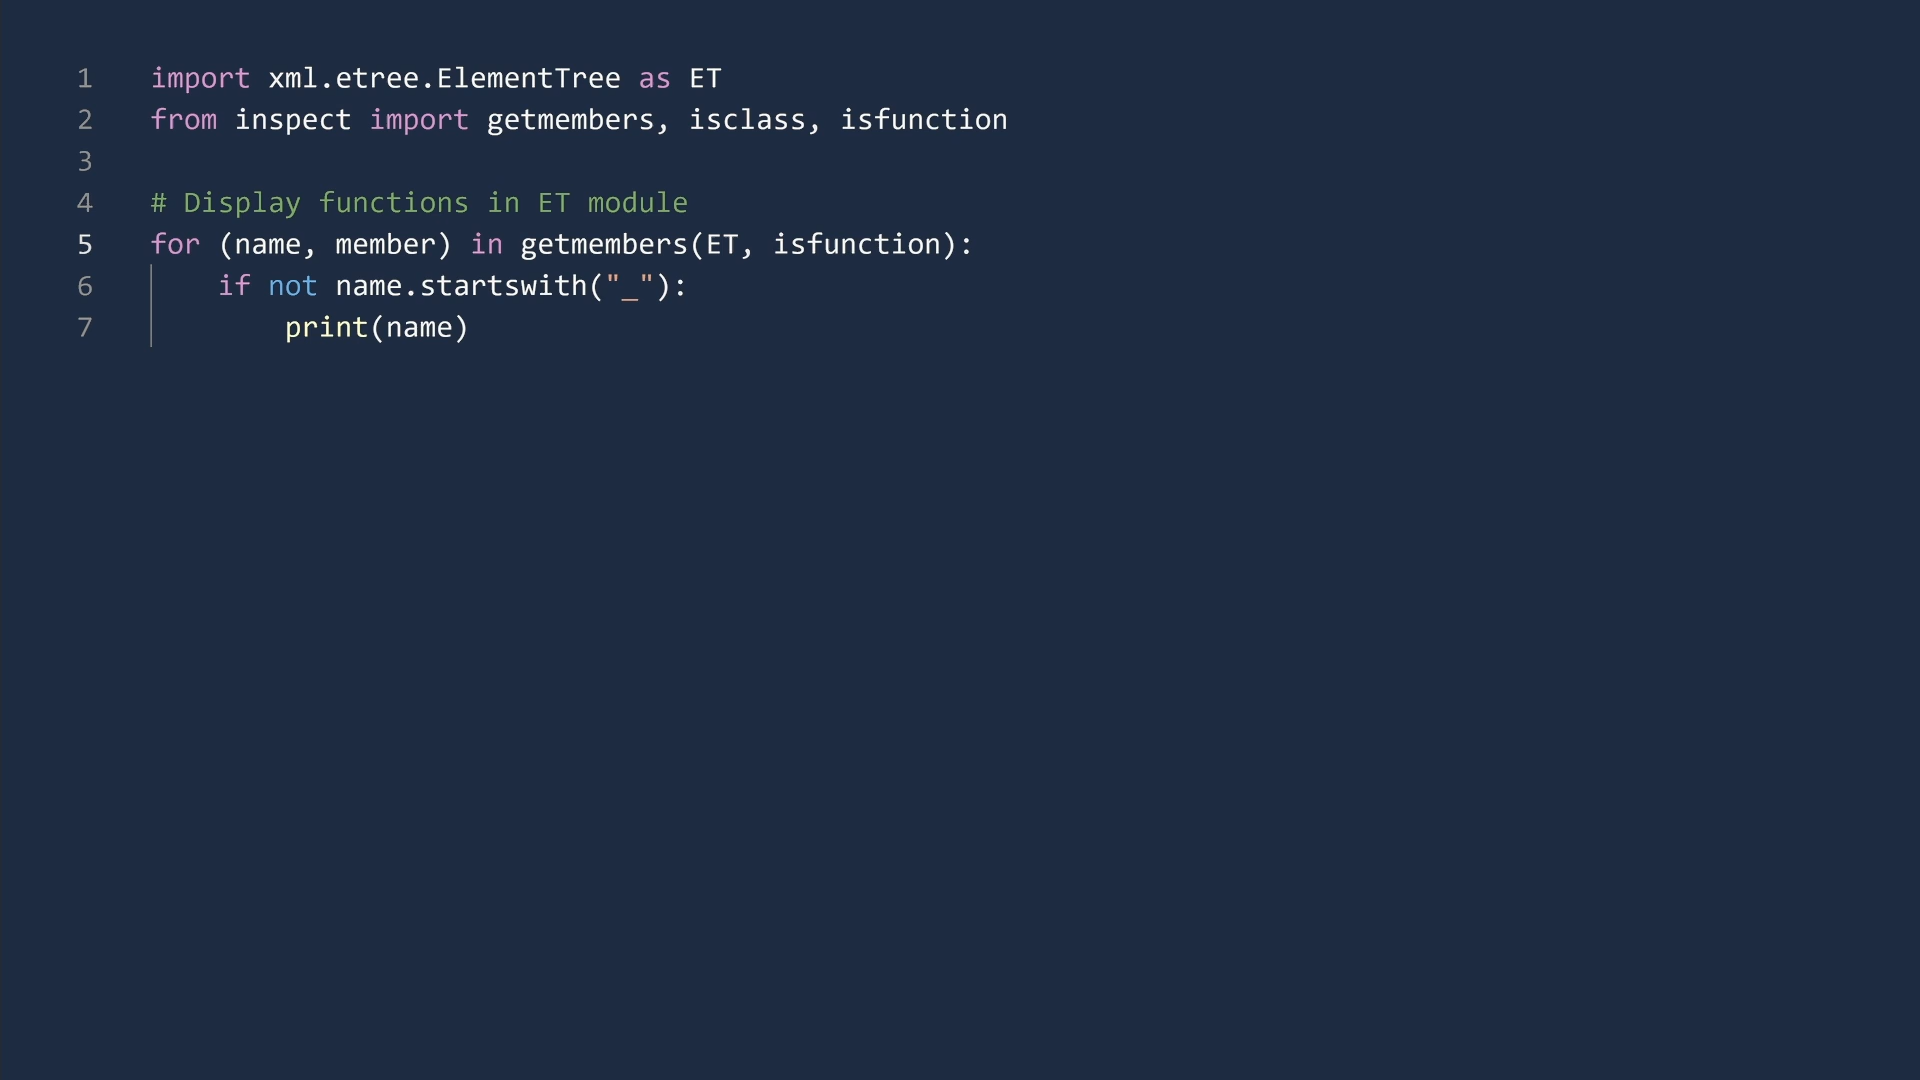 1 import xml.etree.ElementTree as ET
2 from inspect import getmembers, isclass, isfunction
3
4 # Display functions in ET module
5 for (name, member) in getmembers(ET, isfunction):
6     if not name.startswith("_"):
7         print(name)